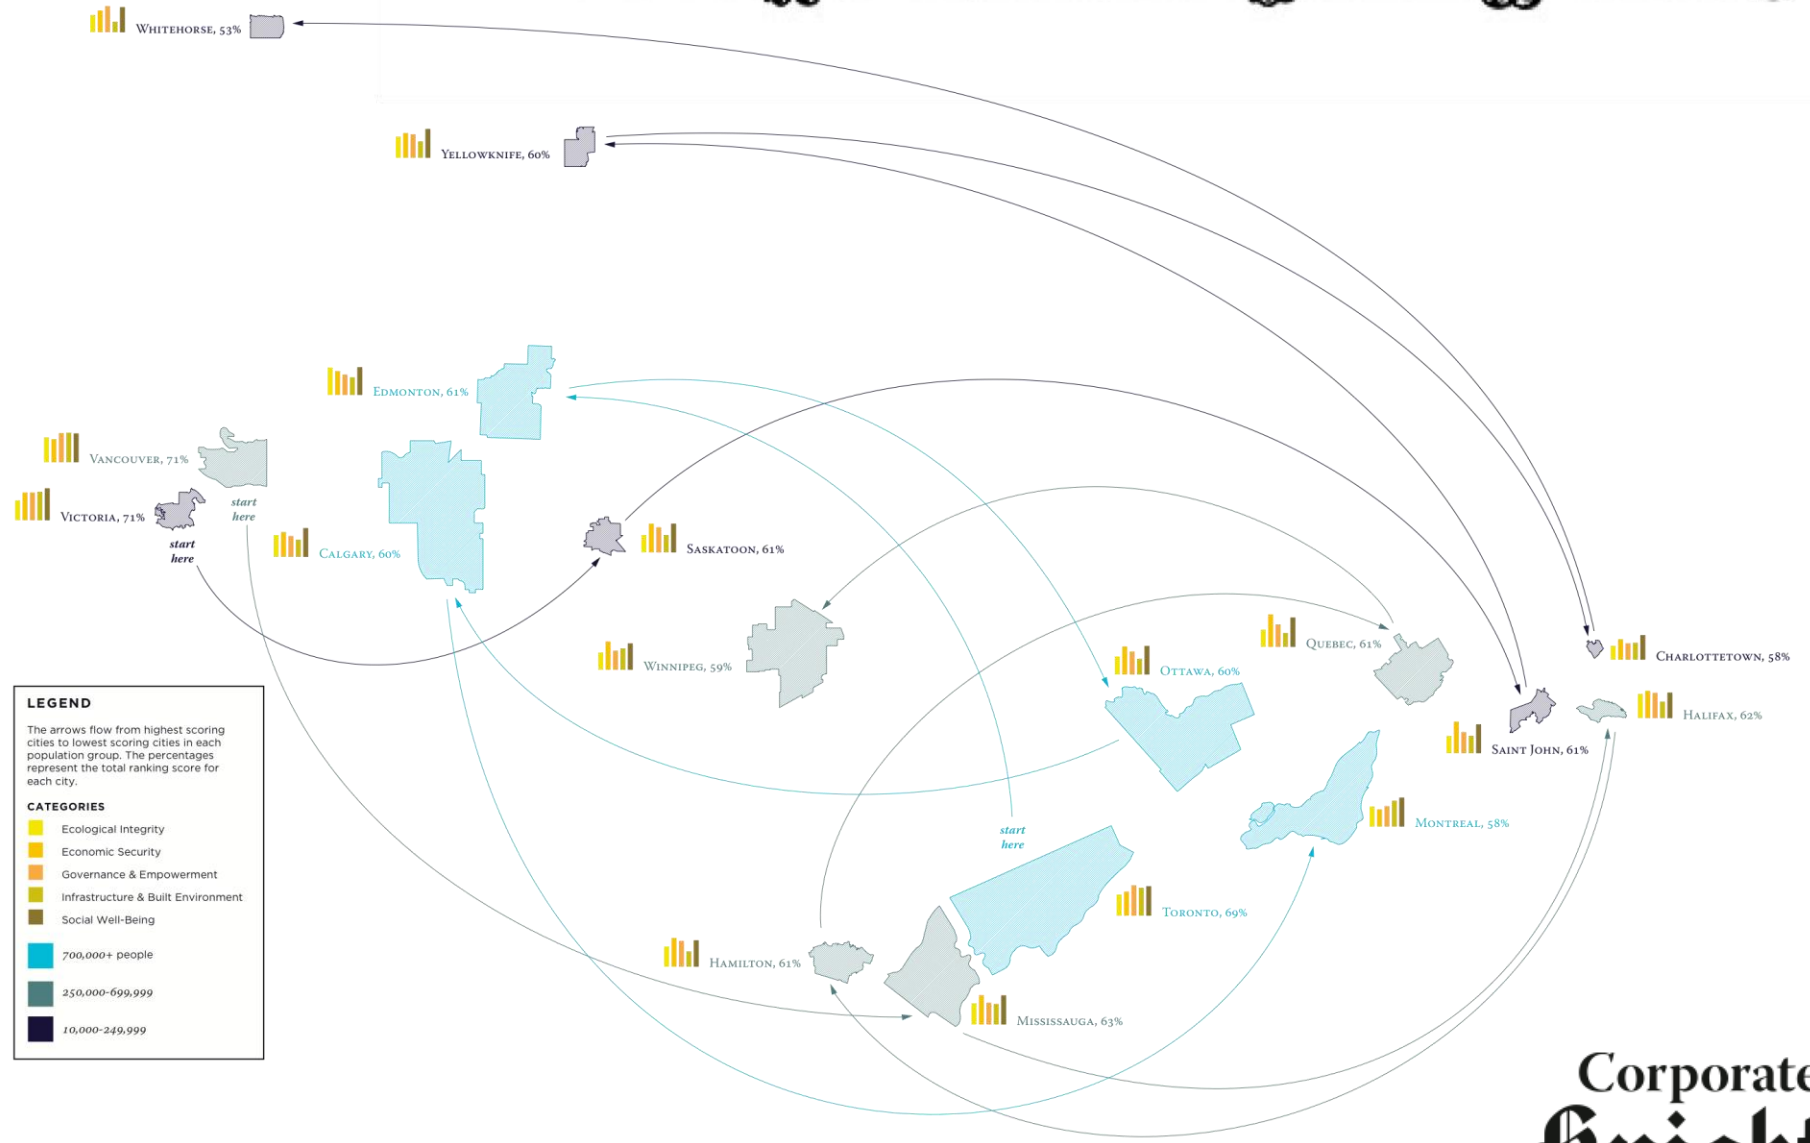 WHITEHORSE, 53%
YELLOWKNIFE, 60%
EDMONTON, 61%
VANCOUVER, 71%
start
here
VICTORIA, 71%
start
here
CALGARY, 60%
SASKATOON, 61%
WINNIPEG, 59%
QUEBEC, 61%
OTTAWA, 60%
CHARLOTTETOWN, 58%
HALIFAX, 62%
SAINT JOHN, 61%
MONTREAL, 58%
start
here
TORONTO, 69%
HAMILTON, 61%
MISSISSAUGA, 63%
LEGEND
The arrows flow from highest scoring
cities to lowest scoring cities in each
population group. The percentages
represent the total ranking score for
each city.
CATEGORIES
Ecological Integrity
Economic Security
Governance & Empowerment
Infrastructure & Built Environment
Social Well-Being
700,000+ people
250,000-699,999
10,000-249,999
Corporate